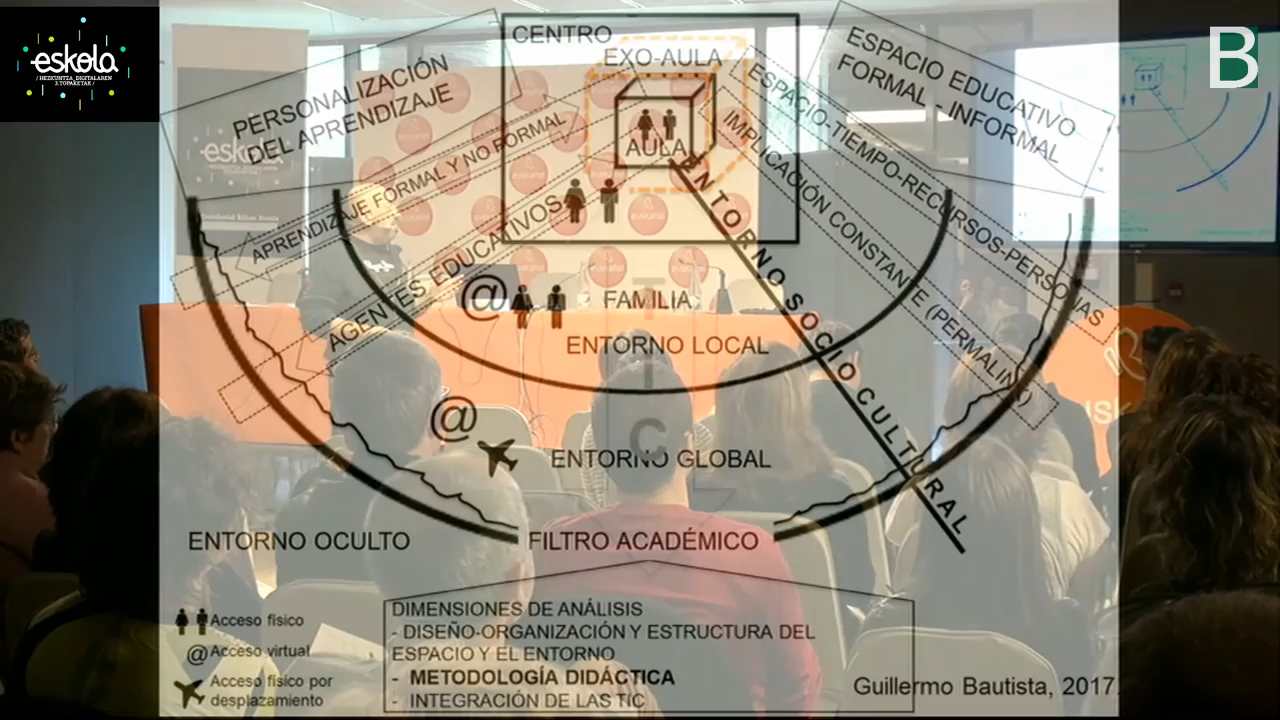 eskola
/ HEZKUNTZA DIGITALAREN
3.TOPAKETAK /
B
PERSONALIZACIÓN
DEL APRENDIZAJE
CENTRO
EXO-AULA
AULA
ESPACIO EDUCATIVO
FORMAL - INFORMAL
APRENDIZAJE FORMAL Y NO FORMAL
AGENTES EDUCATIVOS
ESPACIO-TIEMPO-RECURSOS-PERSONAS
IMPLICACIÓN CONSTANTE (PERMALINK)
ENTORNO SOCIOCULTURAL
@
FAMILIA
ENTORNO LOCAL
T
I
C
@
ENTORNO GLOBAL
ENTORNO OCULTO
FILTRO ACADÉMICO
Acceso físico
@ Acceso virtual
Acceso físico por
desplazamiento
DIMENSIONES DE ANÁLISIS
- DISEÑO-ORGANIZACIÓN Y ESTRUCTURA DEL
ESPACIO Y EL ENTORNO
- METODOLOGÍA DIDÁCTICA
- INTEGRACIÓN DE LAS TIC
Guillermo Bautista, 2017.